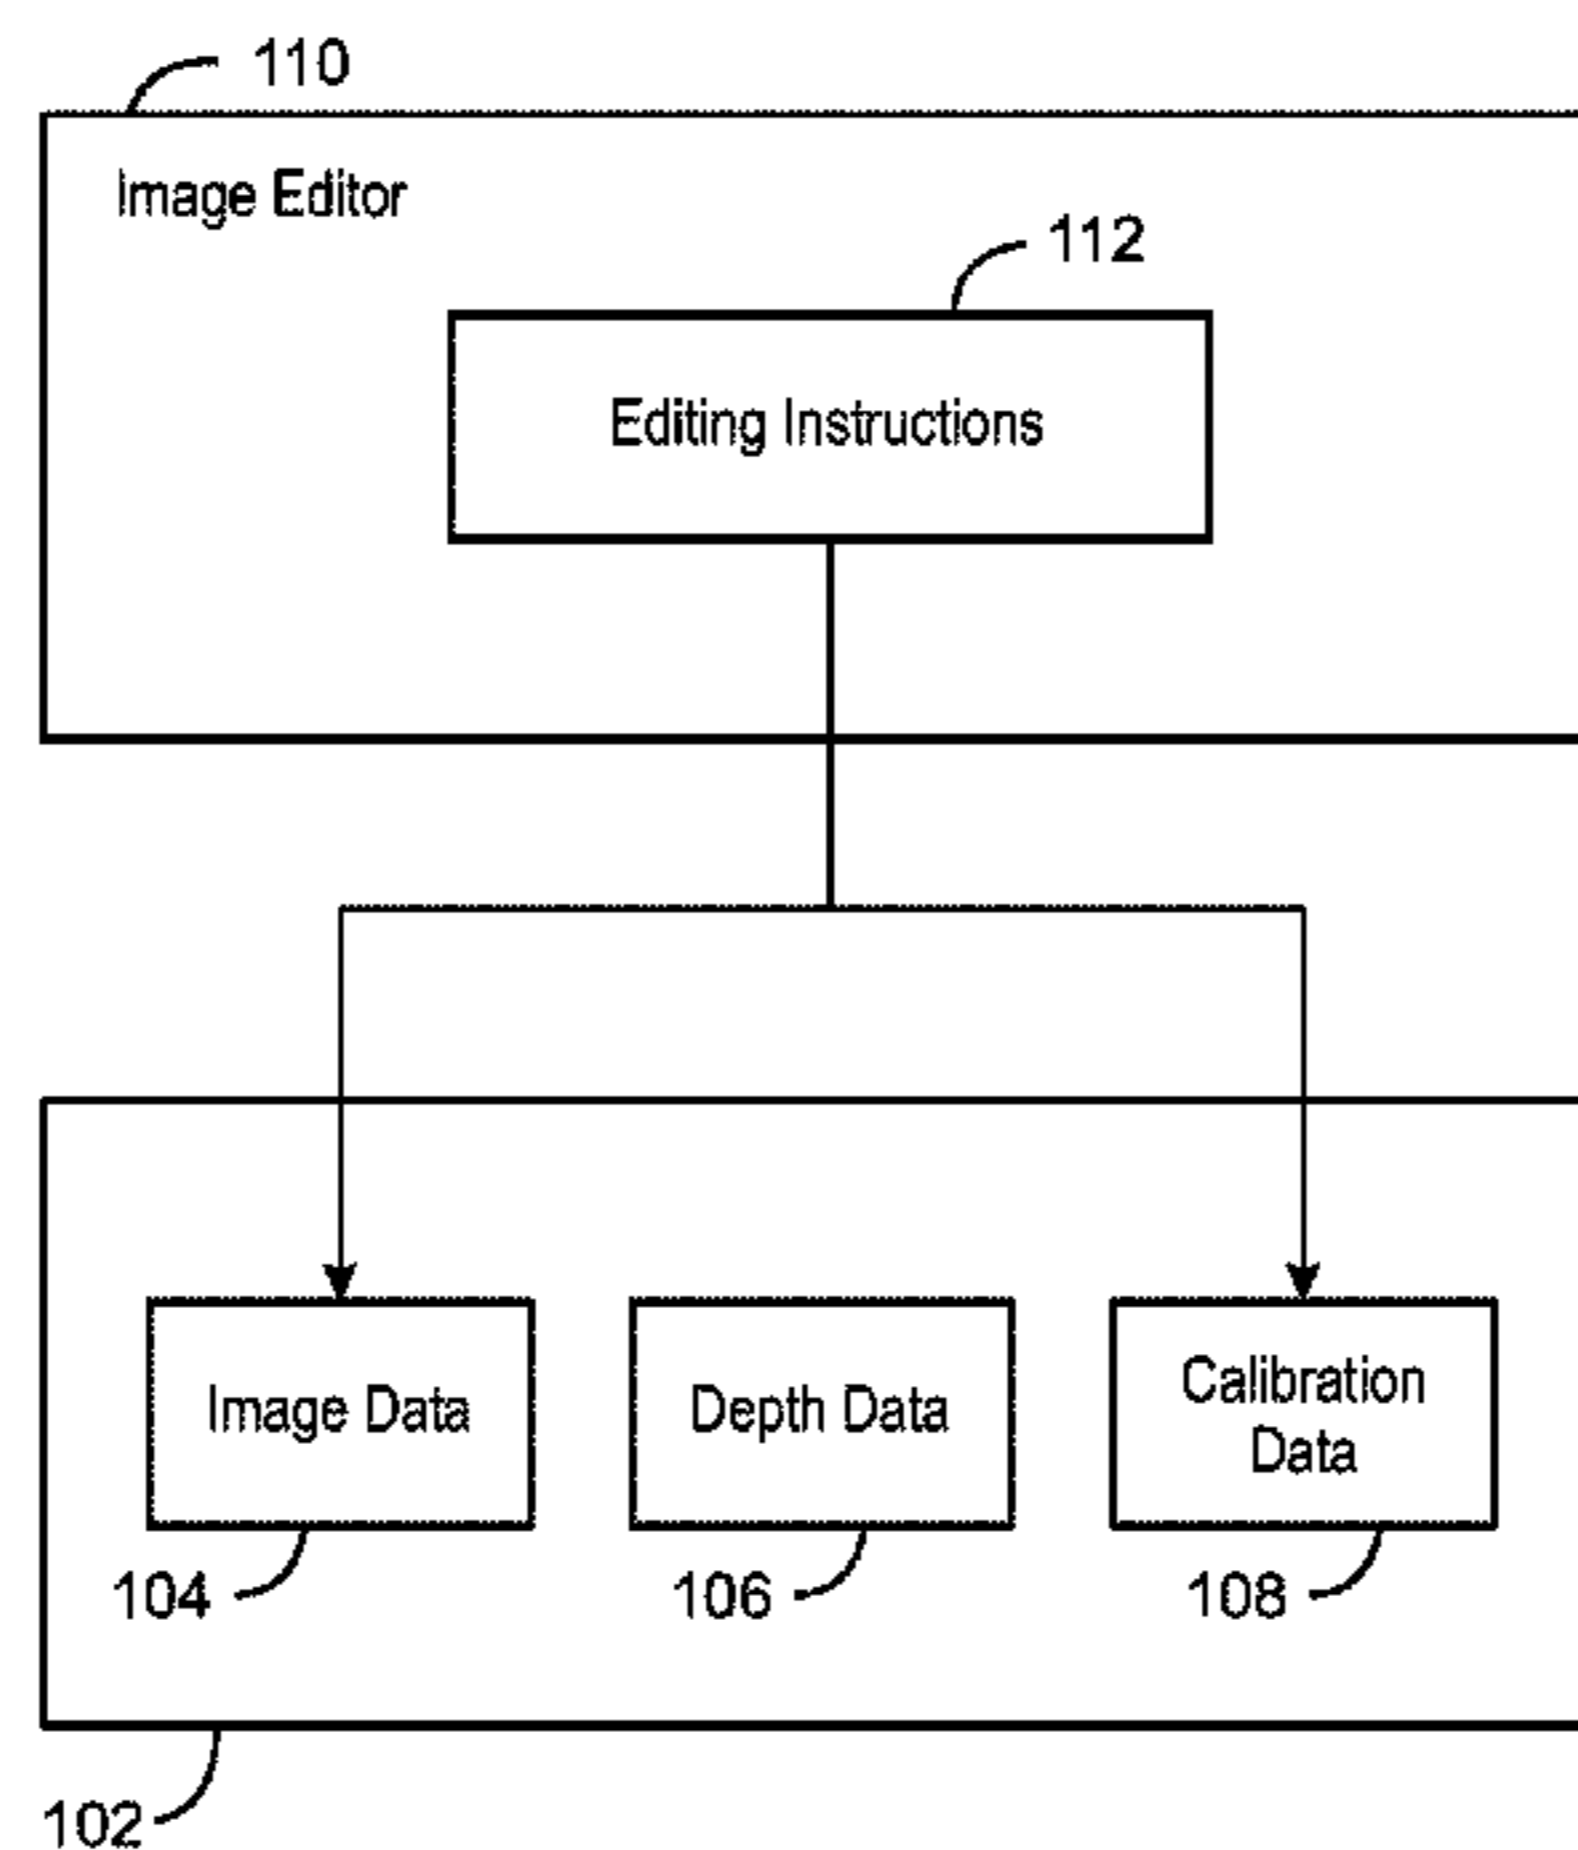 110
Image Editor
112
Editing Instructions
Image Data
Depth Data
Calibration
Data
104
106
108
102